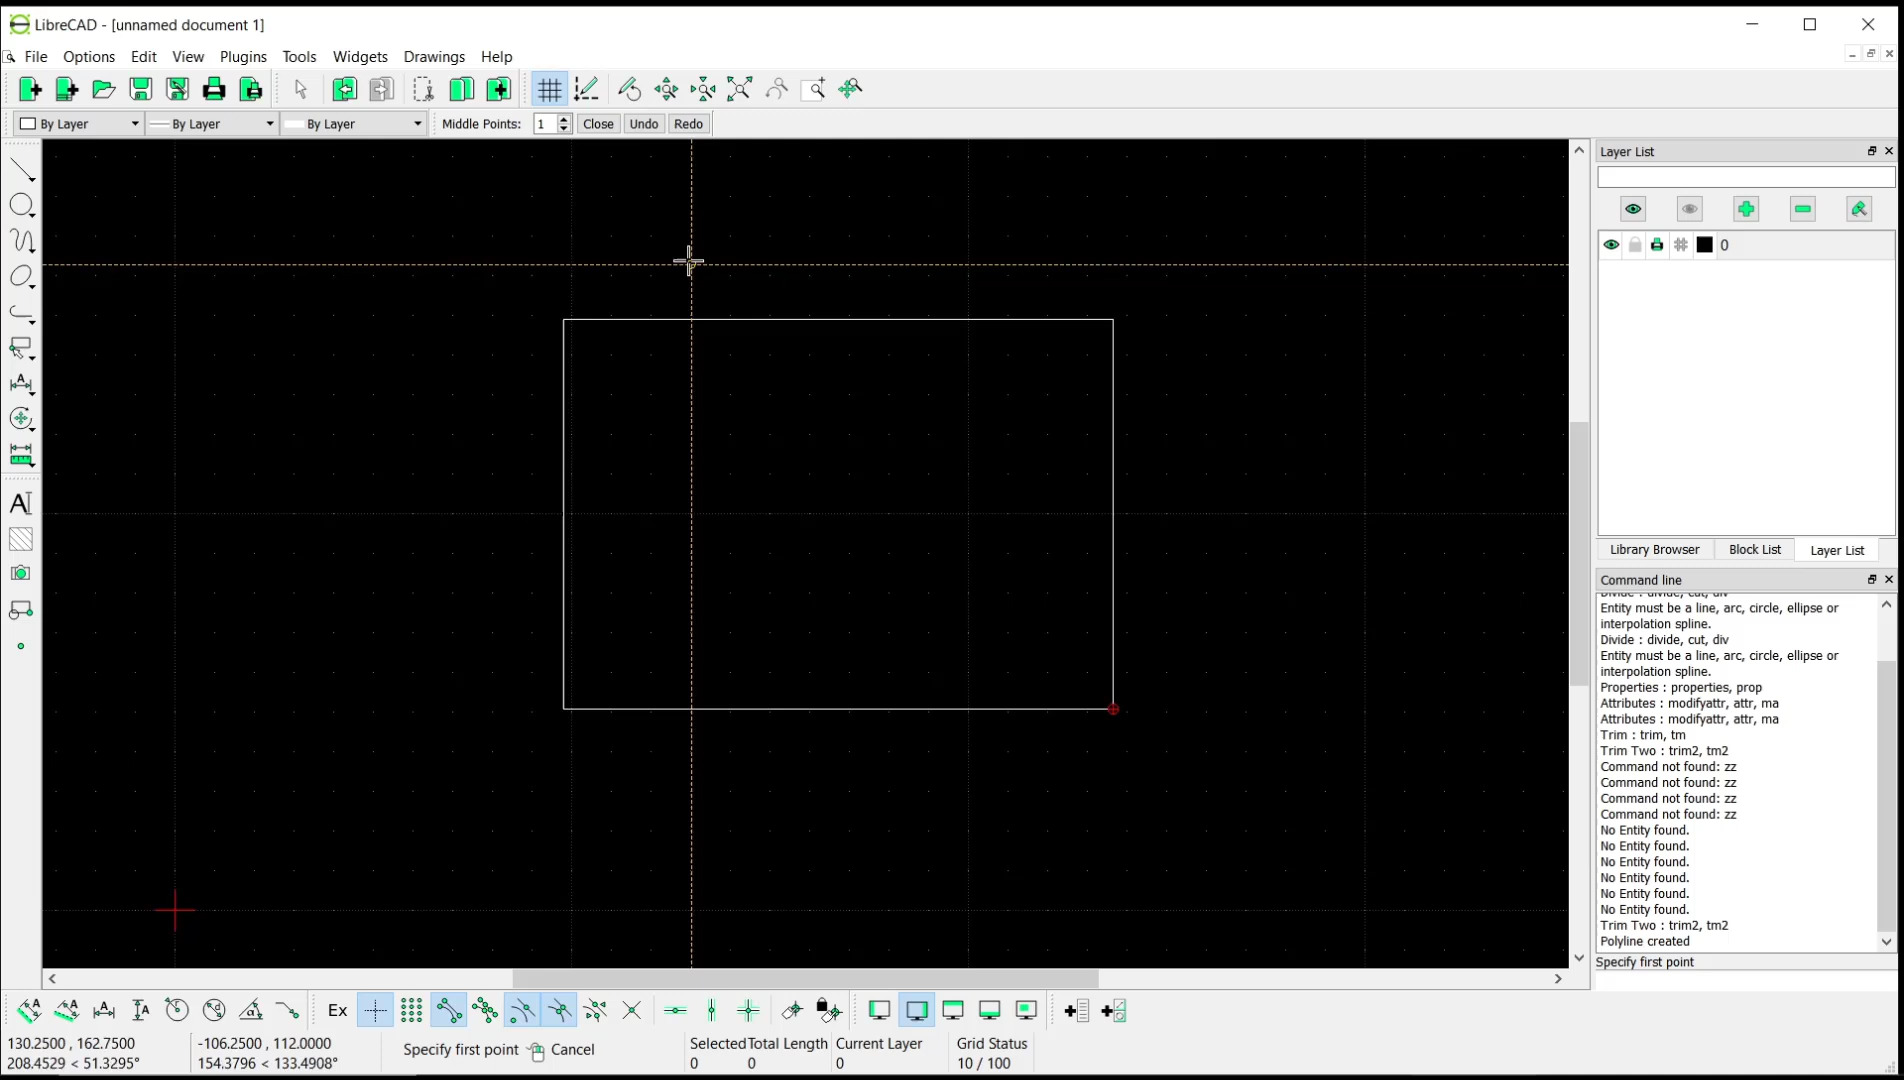 LibreCAD - [unnamed document 1]
File Options Edit View Plugins Tools Widgets Drawings Help
By Layer By Layer By Layer Middle Points: 1 Close Undo Redo
Layer List
0
Library Browser Block List Layer List
Command line
Divide : divide, cut, div
Entity must be a line, arc, circle, ellipse or
interpolation spline.
Divide : divide, cut, div
Entity must be a line, arc, circle, ellipse or
interpolation spline.
Properties : properties, prop
Attributes : modifyattr, attr, ma
Attributes : modifyattr, attr, ma
Trim : trim, tm
Trim Two : trim2, tm2
Command not found: zz
Command not found: zz
Command not found: zz
Command not found: zz
No Entity found.
No Entity found.
No Entity found.
No Entity found.
No Entity found.
No Entity found.
Trim Two : trim2, tm2
Polyline created
Specify first point
Ex
130.2500 , 162.7500
208.4529 < 51.3295°
-106.2500 , 112.0000
154.3796 < 133.4908°
Specify first point Cancel
Selected Total Length
0 0
Current Layer
0
Grid Status
10 / 100